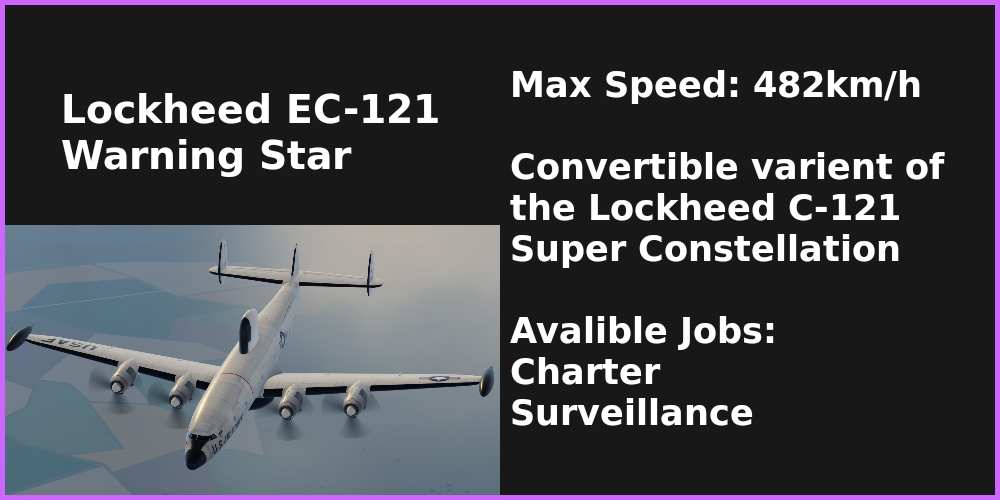 Lockheed EC-121
Warning Star
Max Speed: 482km/h
Convertible varient of
the Lockheed C-121
Super Constellation
Avalible Jobs:
Charter
Surveillance
USAF